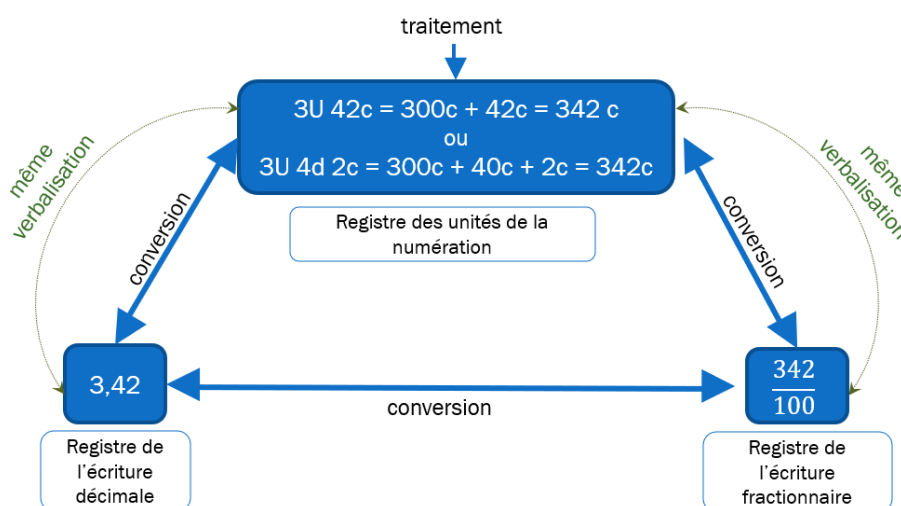 traitement
3U 42c = 300c + 42c = 342 c
ou
3U 4d 2c = 300c + 40c + 2c = 342c
même
verbalisation
même
verbalisation
conversion
conversion
Registre des unités de la
numération
3,42
342
100
conversion
Registre de
l’écriture
décimale
Registre de
l’écriture
fractionnaire